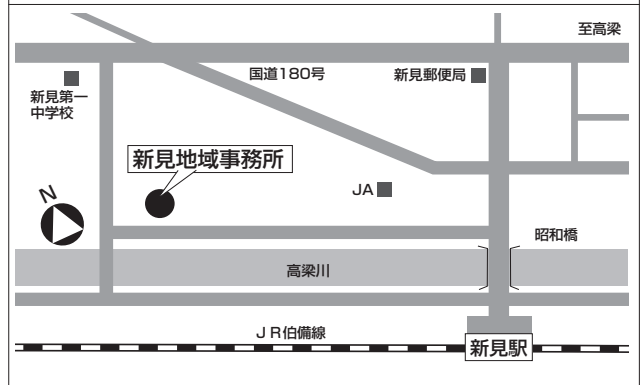 至高梁
国道180号
新見郵便局
新見第一
中学校
新見地域事務所
JA
N
昭和橋
高梁川
JR伯備線
新見駅